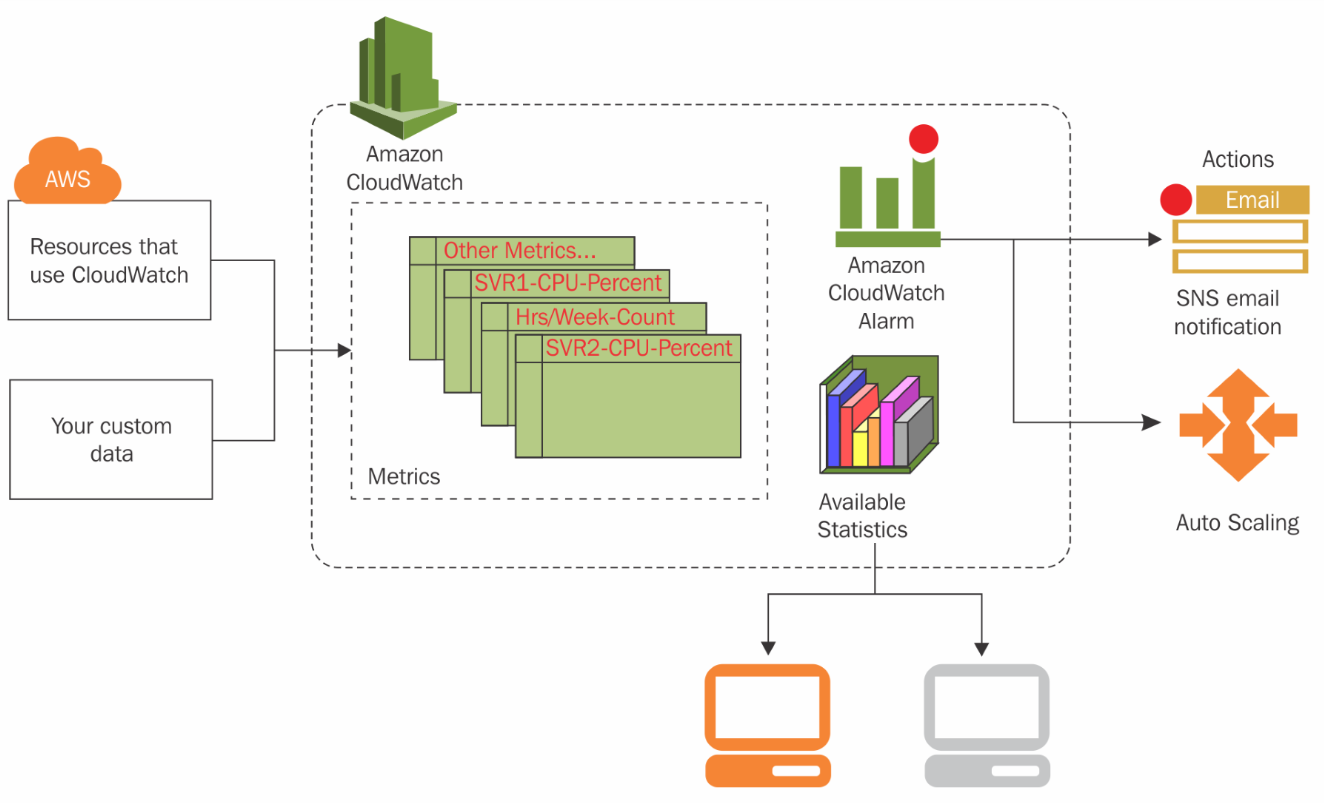 Amazon
CloudWatch
AWS
Resources that
use CloudWatch
Your custom
data
Other Metrics...
SVR1-CPU-Percent
Hrs/Week-Count
SVR2-CPU-Percent
Metrics
Amazon
CloudWatch
Alarm
Available
Statistics
Actions
Email
SNS email
notification
Auto Scaling